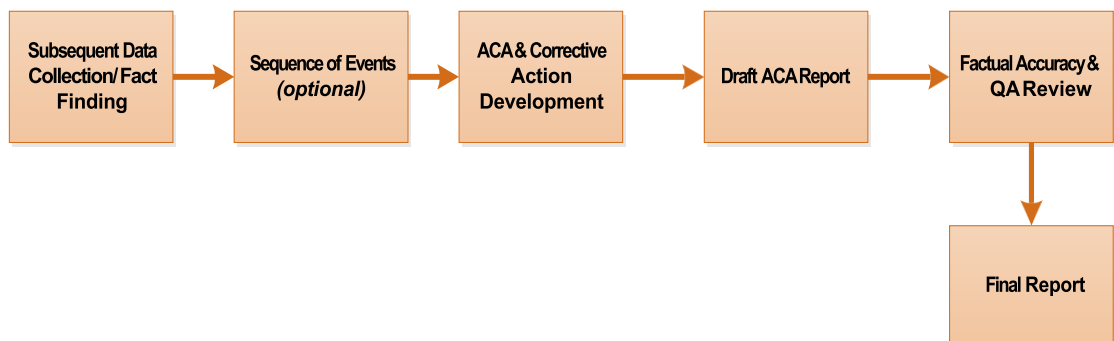 Subsequent Data
Collection/ Fact
Finding
Sequence of Events
(optional)
ACA & Corrective
Action
Development
Draft ACA Report
Factual Accuracy &
QA Review
Final Report